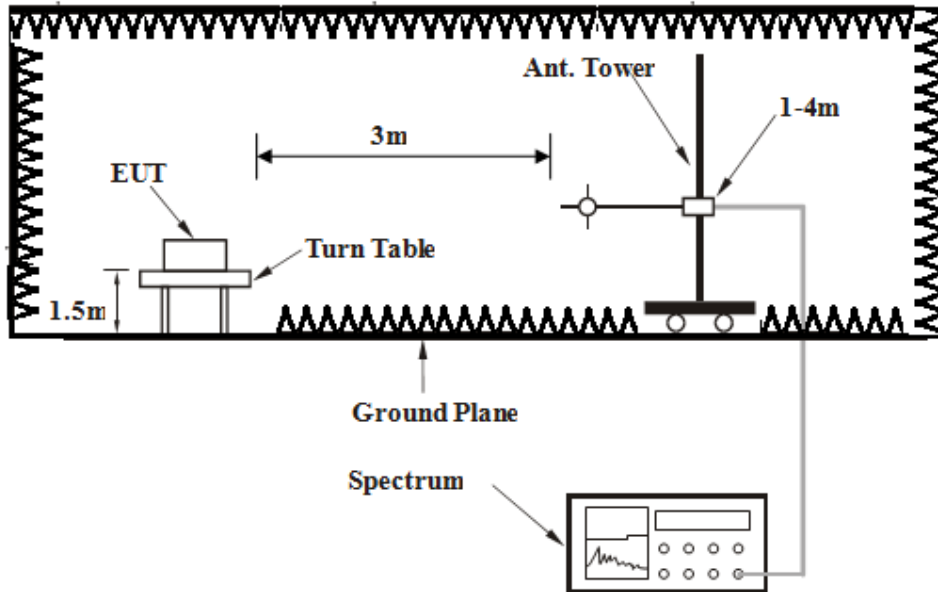 Ant. Tower
1-4m
3m
EUT
Turn Table
1.5m
Ground Plane
Spectrum